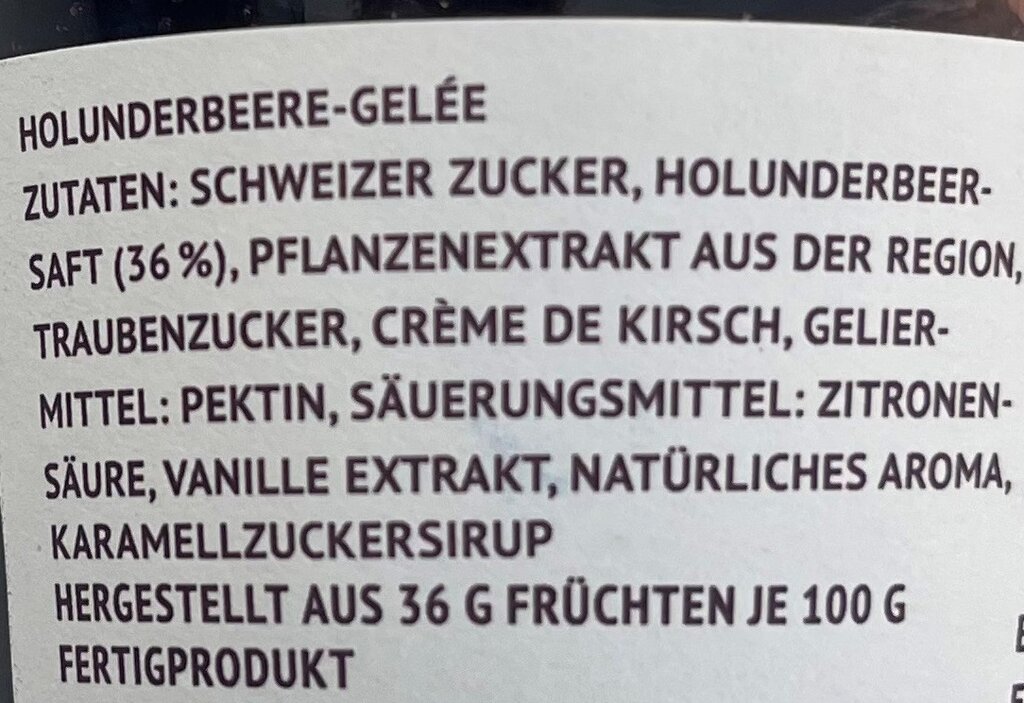 HOLUNDERBEERE-GELÉE
ZUTATEN: SCHWEIZER ZUCKER, HOLUNDERBEER-
SAFT (36 %), PFLANZENEXTRAKT AUS DER REGION,
TRAUBENZUCKER, CRÈME DE KIRSCH, GELIER-
MITTEL: PEKTIN, SÄUERUNGSMITTEL: ZITRONEN-
SÄURE, VANILLE EXTRAKT, NATÜRLICHES AROMA,
KARAMELLZUCKERSIRUP
HERGESTELLT AUS 36 G FRÜCHTEN JE 100 G
FERTIGPRODUKT